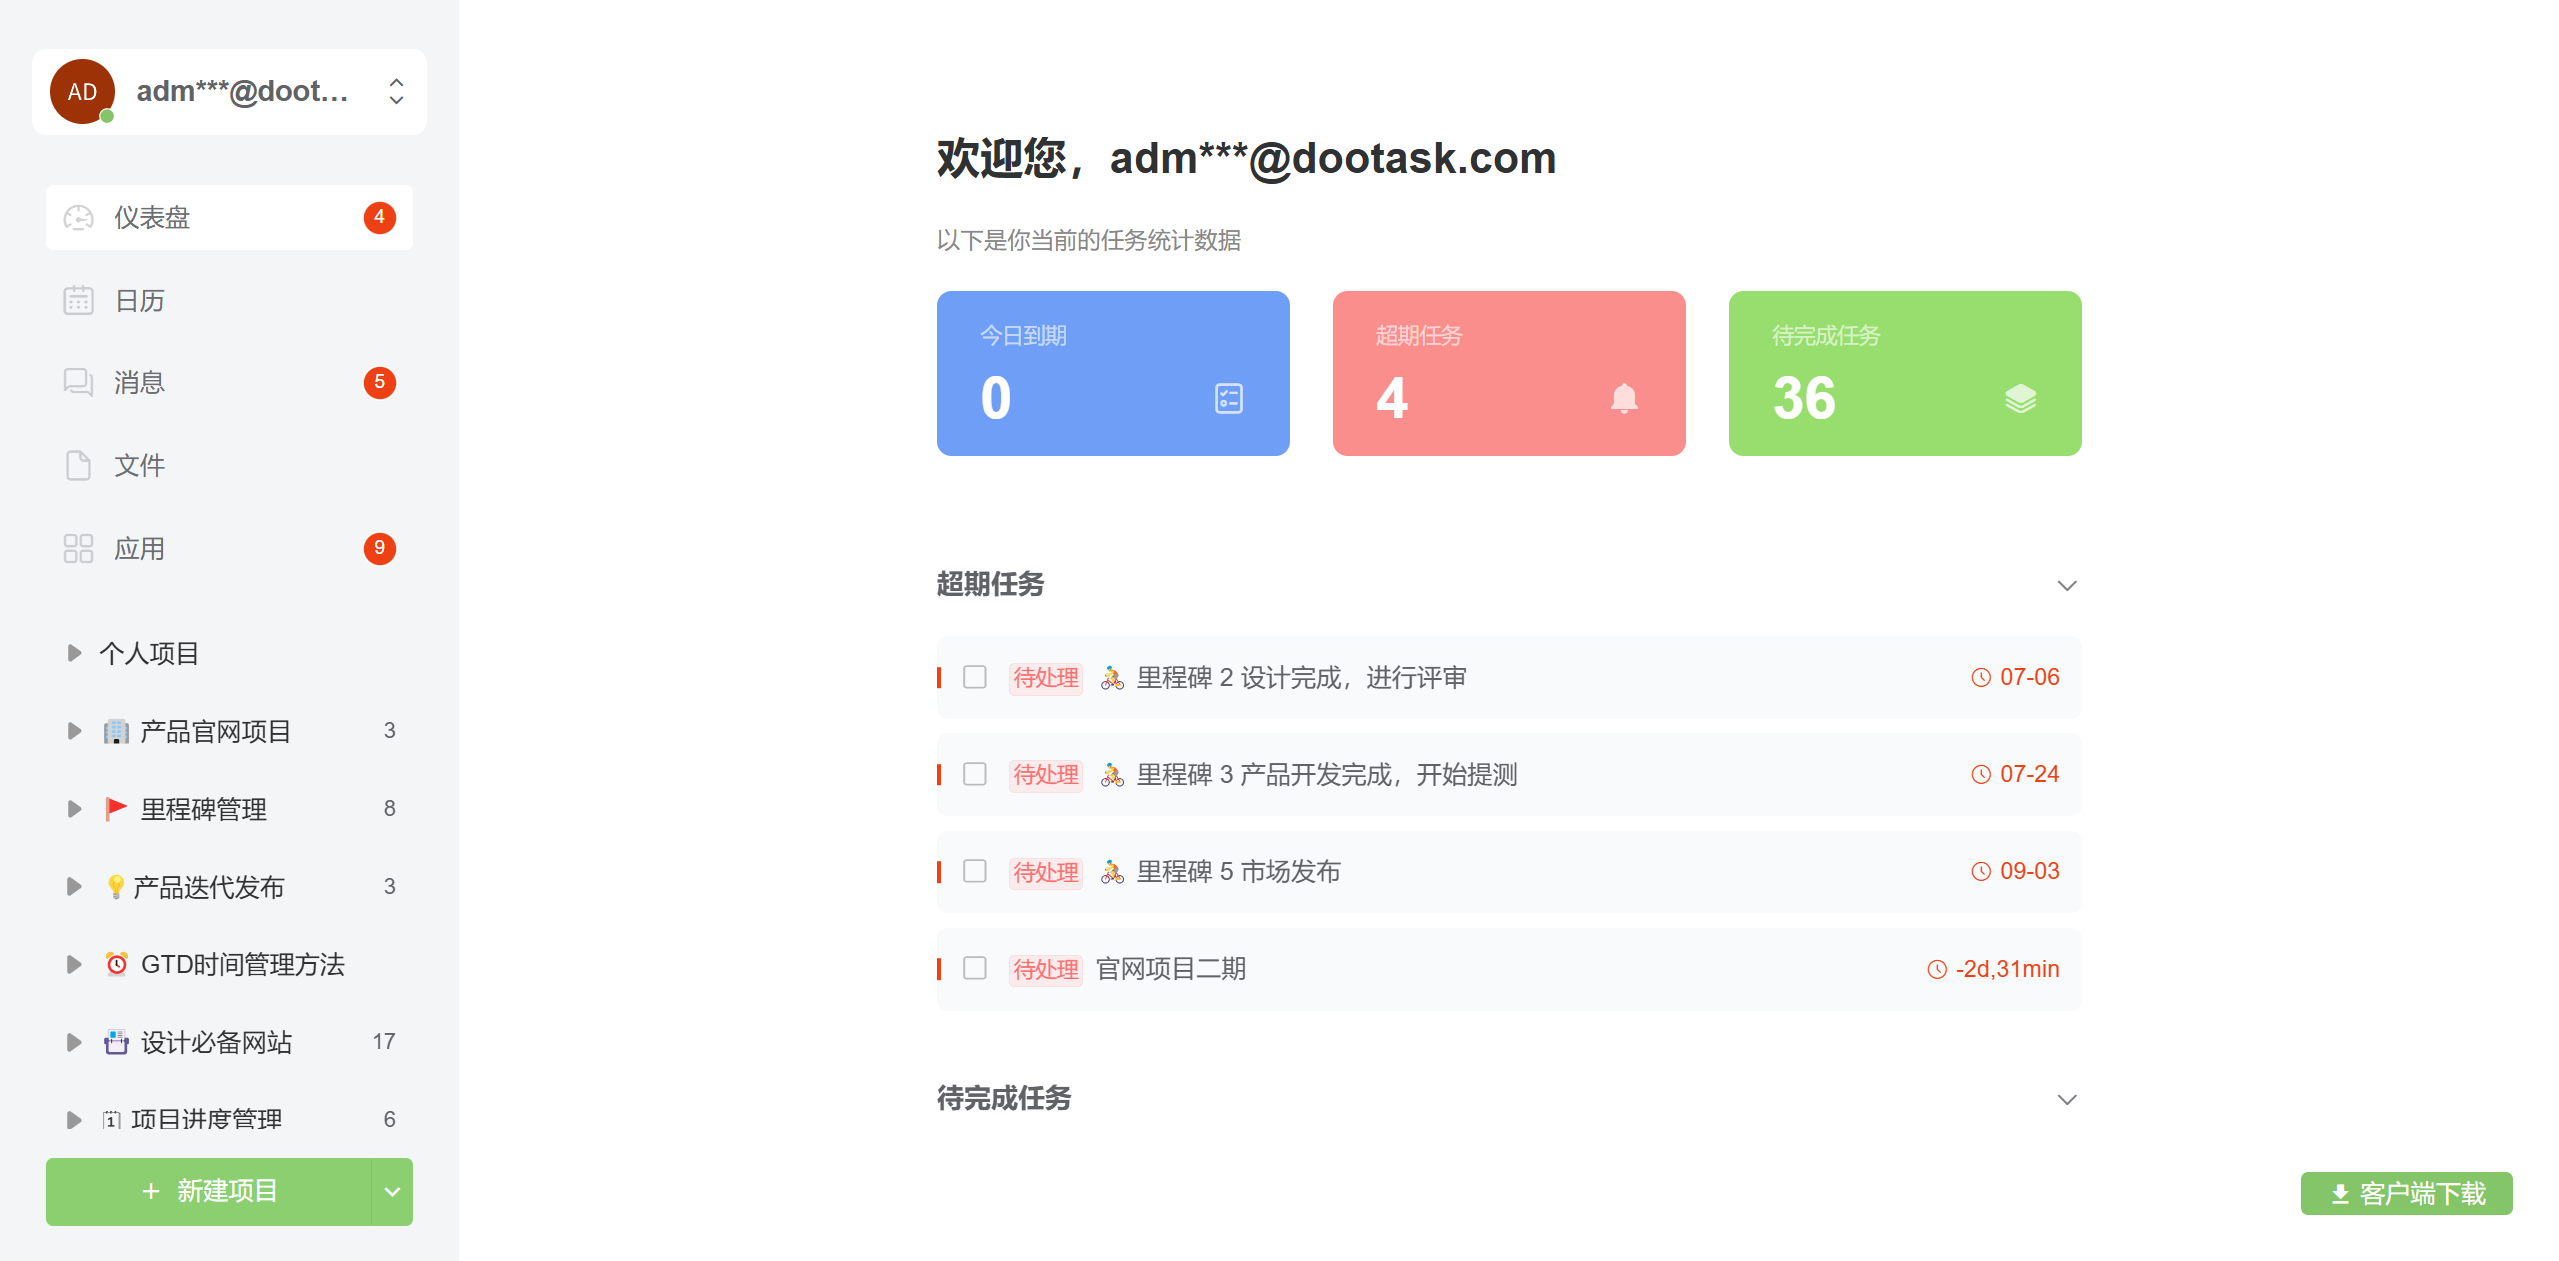 AD adm***@doot...
仪表盘 4
日历
消息 5
文件
应用 9
个人项目
产品官网项目 3
里程碑管理 8
产品迭代发布 3
GTD时间管理方法
设计必备网站 17
项目进度管理 6
+ 新建项目
欢迎您，adm***@dootask.com
以下是你当前的任务统计数据
今日到期
0
超期任务
4
待完成任务
36
超期任务
待处理 里程碑 2 设计完成，进行评审 07-06
待处理 里程碑 3 产品开发完成，开始提测 07-24
待处理 里程碑 5 市场发布 09-03
待处理 官网项目二期 -2d,31min
待完成任务
客户端下载